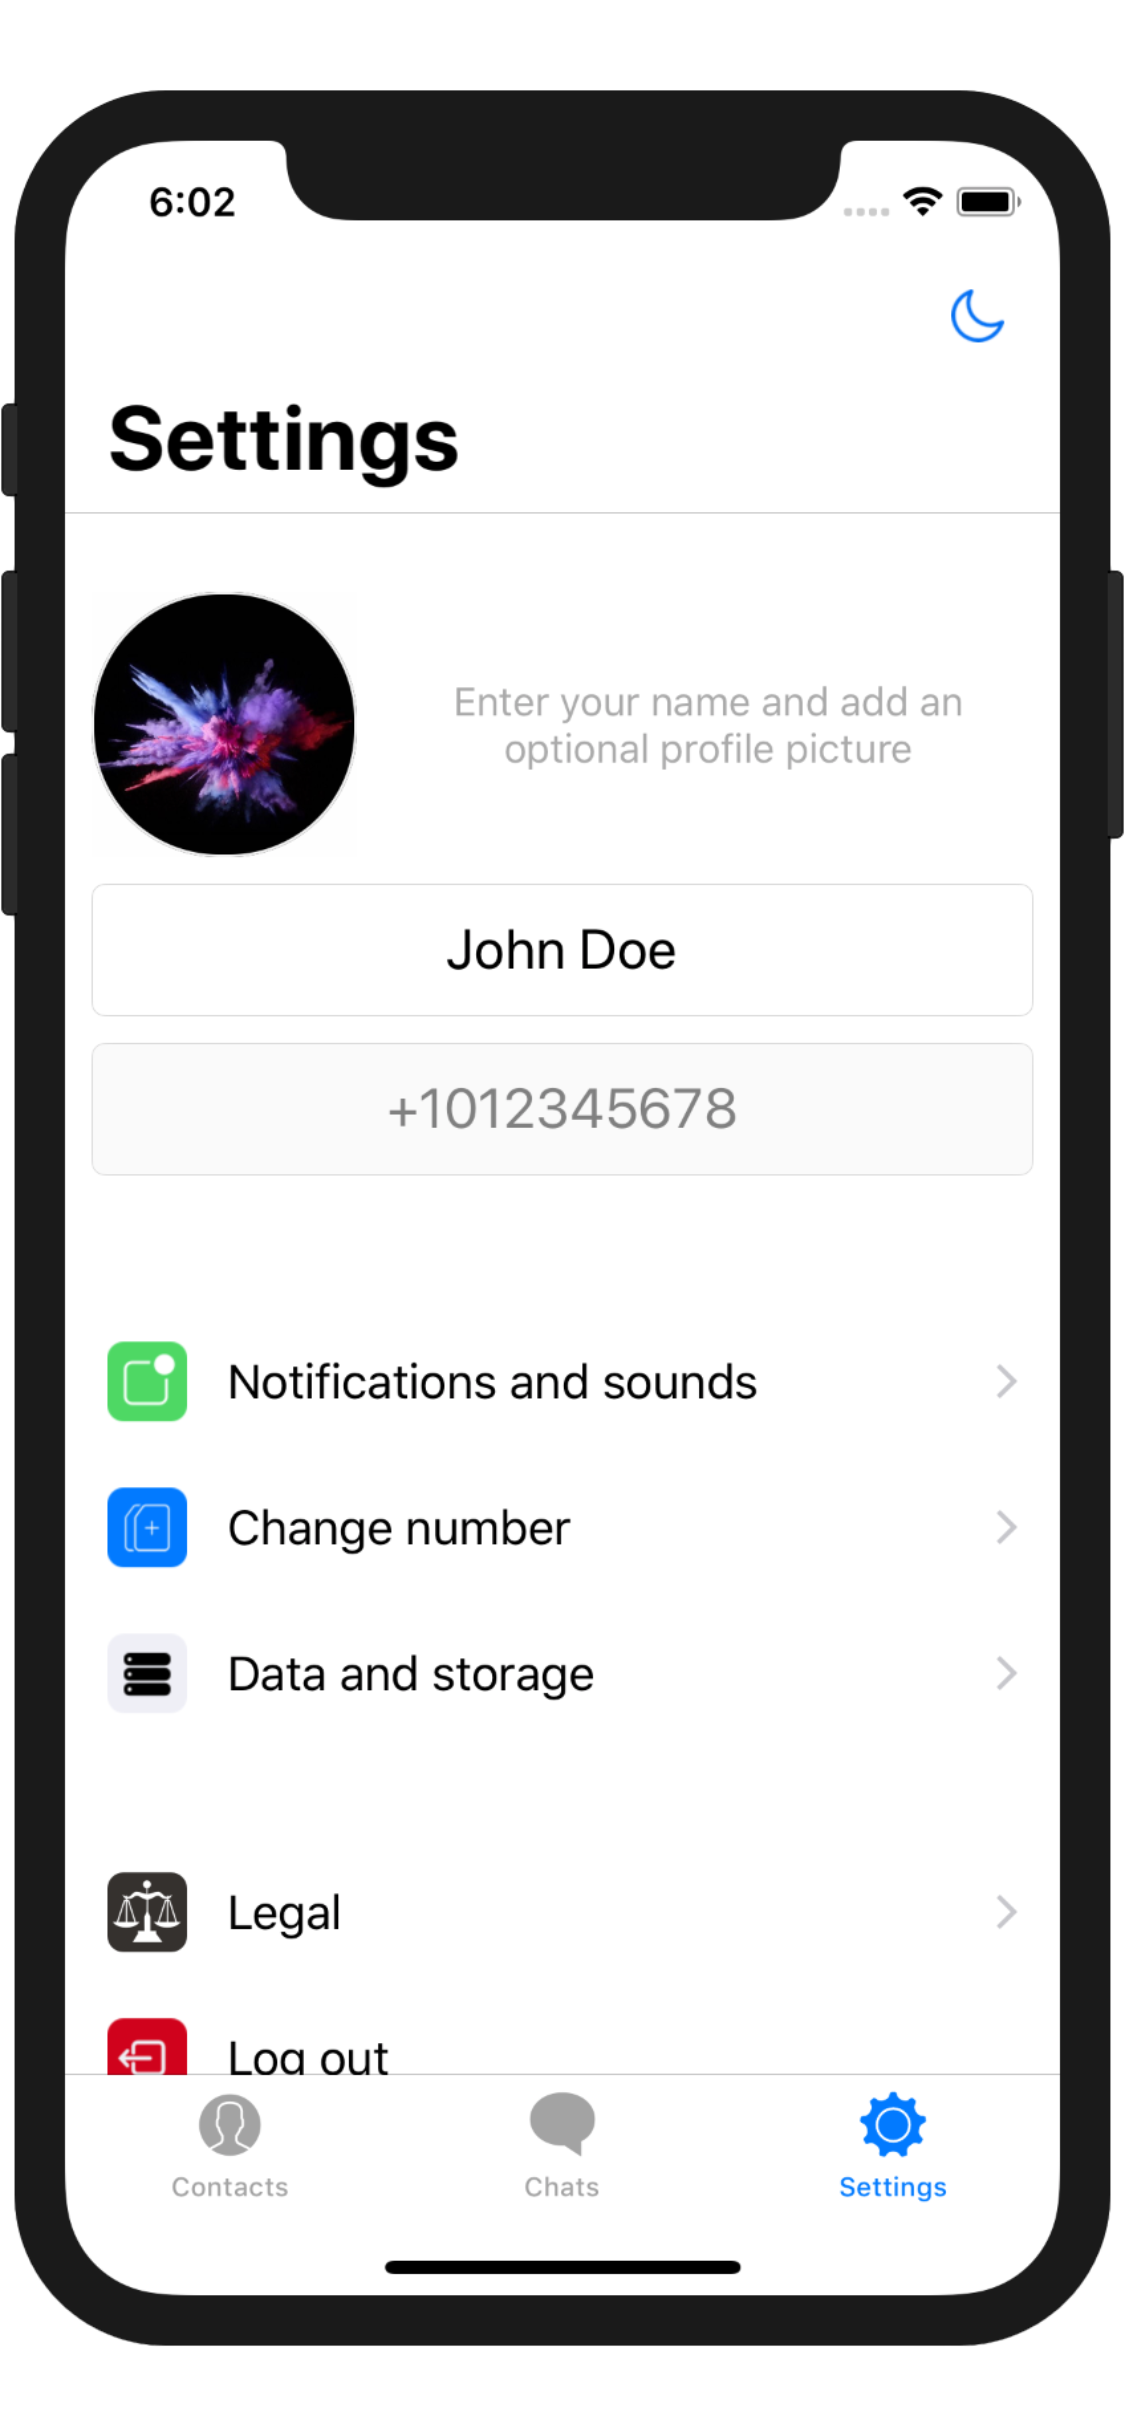 6:02
Settings
Enter your name and add an
optional profile picture
John Doe
+1012345678
Notifications and sounds
Change number
Data and storage
Legal
Log out
Contacts
Chats
Settings